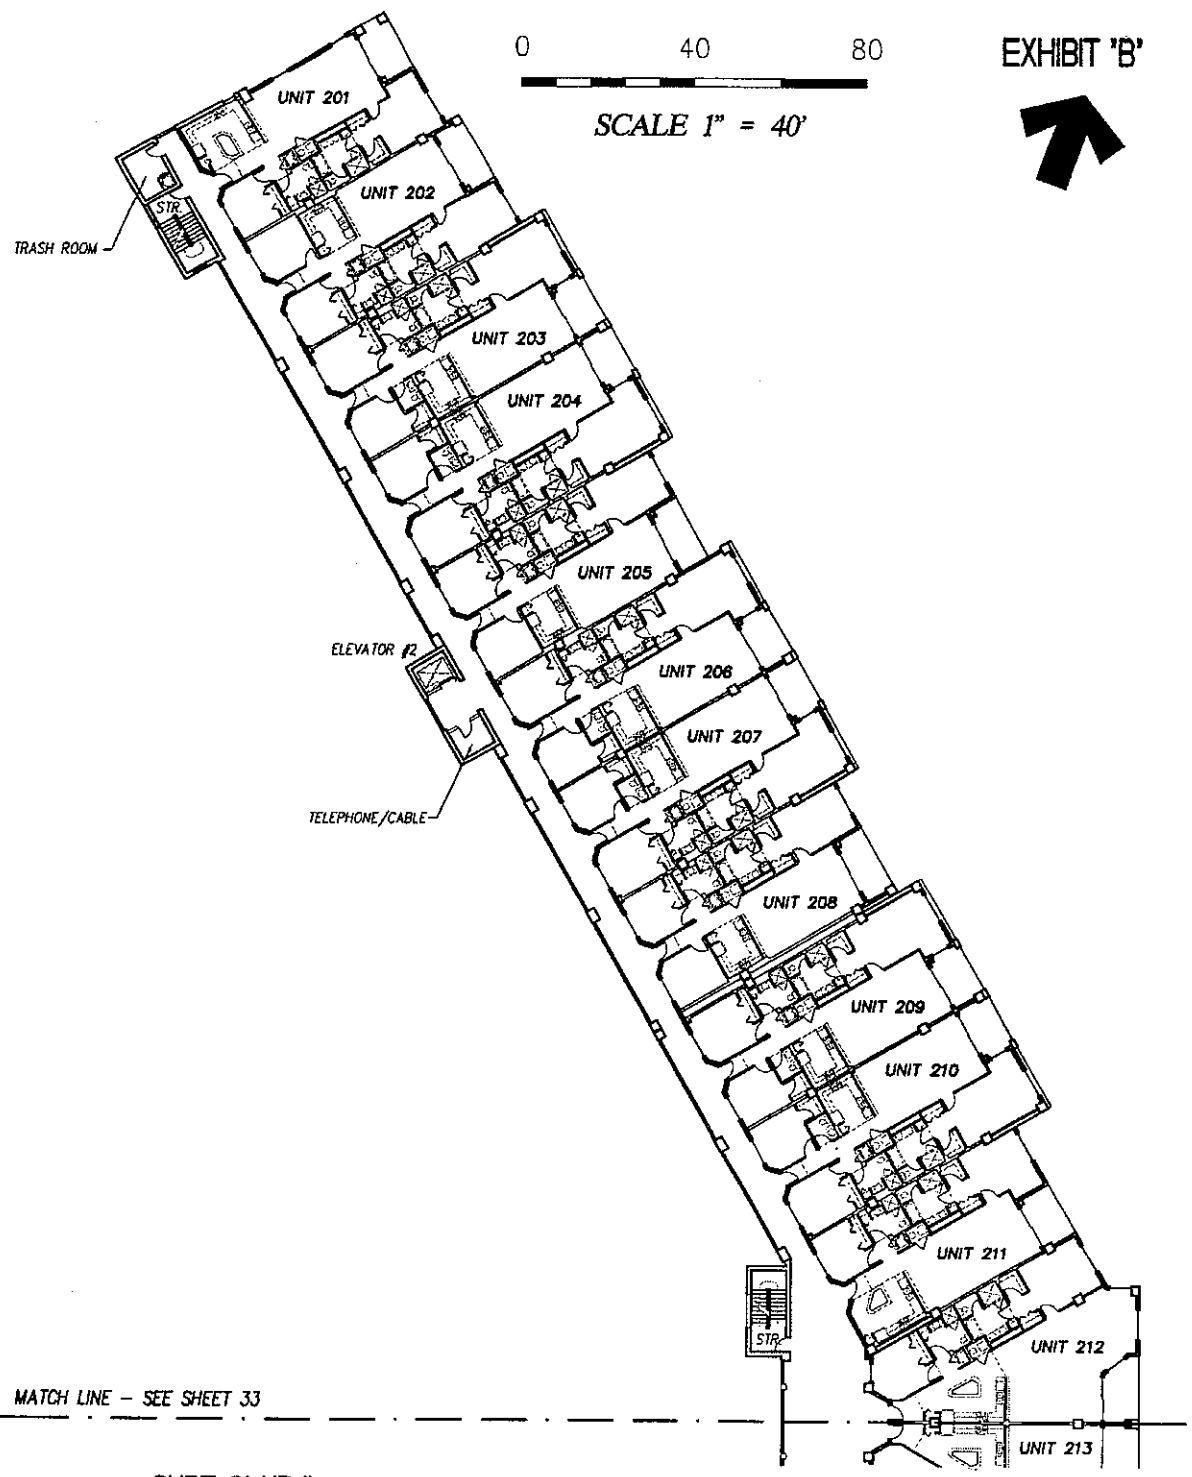 0 40 80
SCALE 1" = 40'
EXHIBIT "B"
UNIT 201
UNIT 202
STR.
TRASH ROOM
UNIT 203
UNIT 204
UNIT 205
ELEVATOR #2
UNIT 206
UNIT 207
TELEPHONE/CABLE
UNIT 208
UNIT 209
UNIT 210
UNIT 211
STR.
UNIT 212
MATCH LINE – SEE SHEET 33
UNIT 213